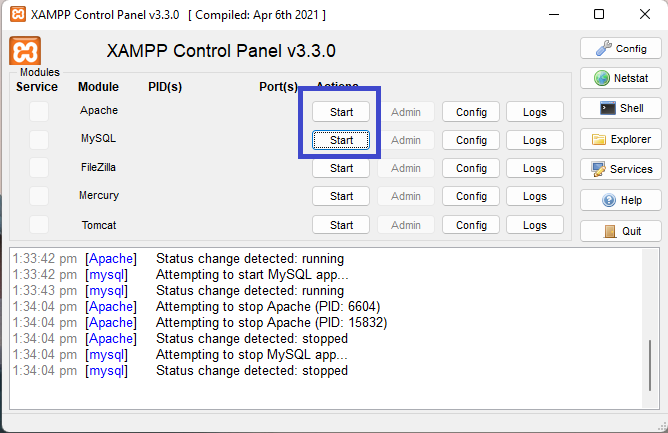 XAMPP Control Panel v3.3.0 [ Compiled: Apr 6th 2021 ]
XAMPP Control Panel v3.3.0
Config
Modules
Service Module PID(s) Port(s) Actions
Netstat
Apache Start Admin Config Logs
Shell
MySQL Start Admin Config Logs
Explorer
FileZilla Start Admin Config Logs
Services
Mercury Start Admin Config Logs
Help
Tomcat Start Admin Config Logs
Quit
1:33:42 pm [Apache] Status change detected: running
1:33:42 pm [mysql] Attempting to start MySQL app...
1:33:43 pm [mysql] Status change detected: running
1:34:04 pm [Apache] Attempting to stop Apache (PID: 6604)
1:34:04 pm [Apache] Attempting to stop Apache (PID: 15832)
1:34:04 pm [Apache] Status change detected: stopped
1:34:04 pm [mysql] Attempting to stop MySQL app...
1:34:04 pm [mysql] Status change detected: stopped